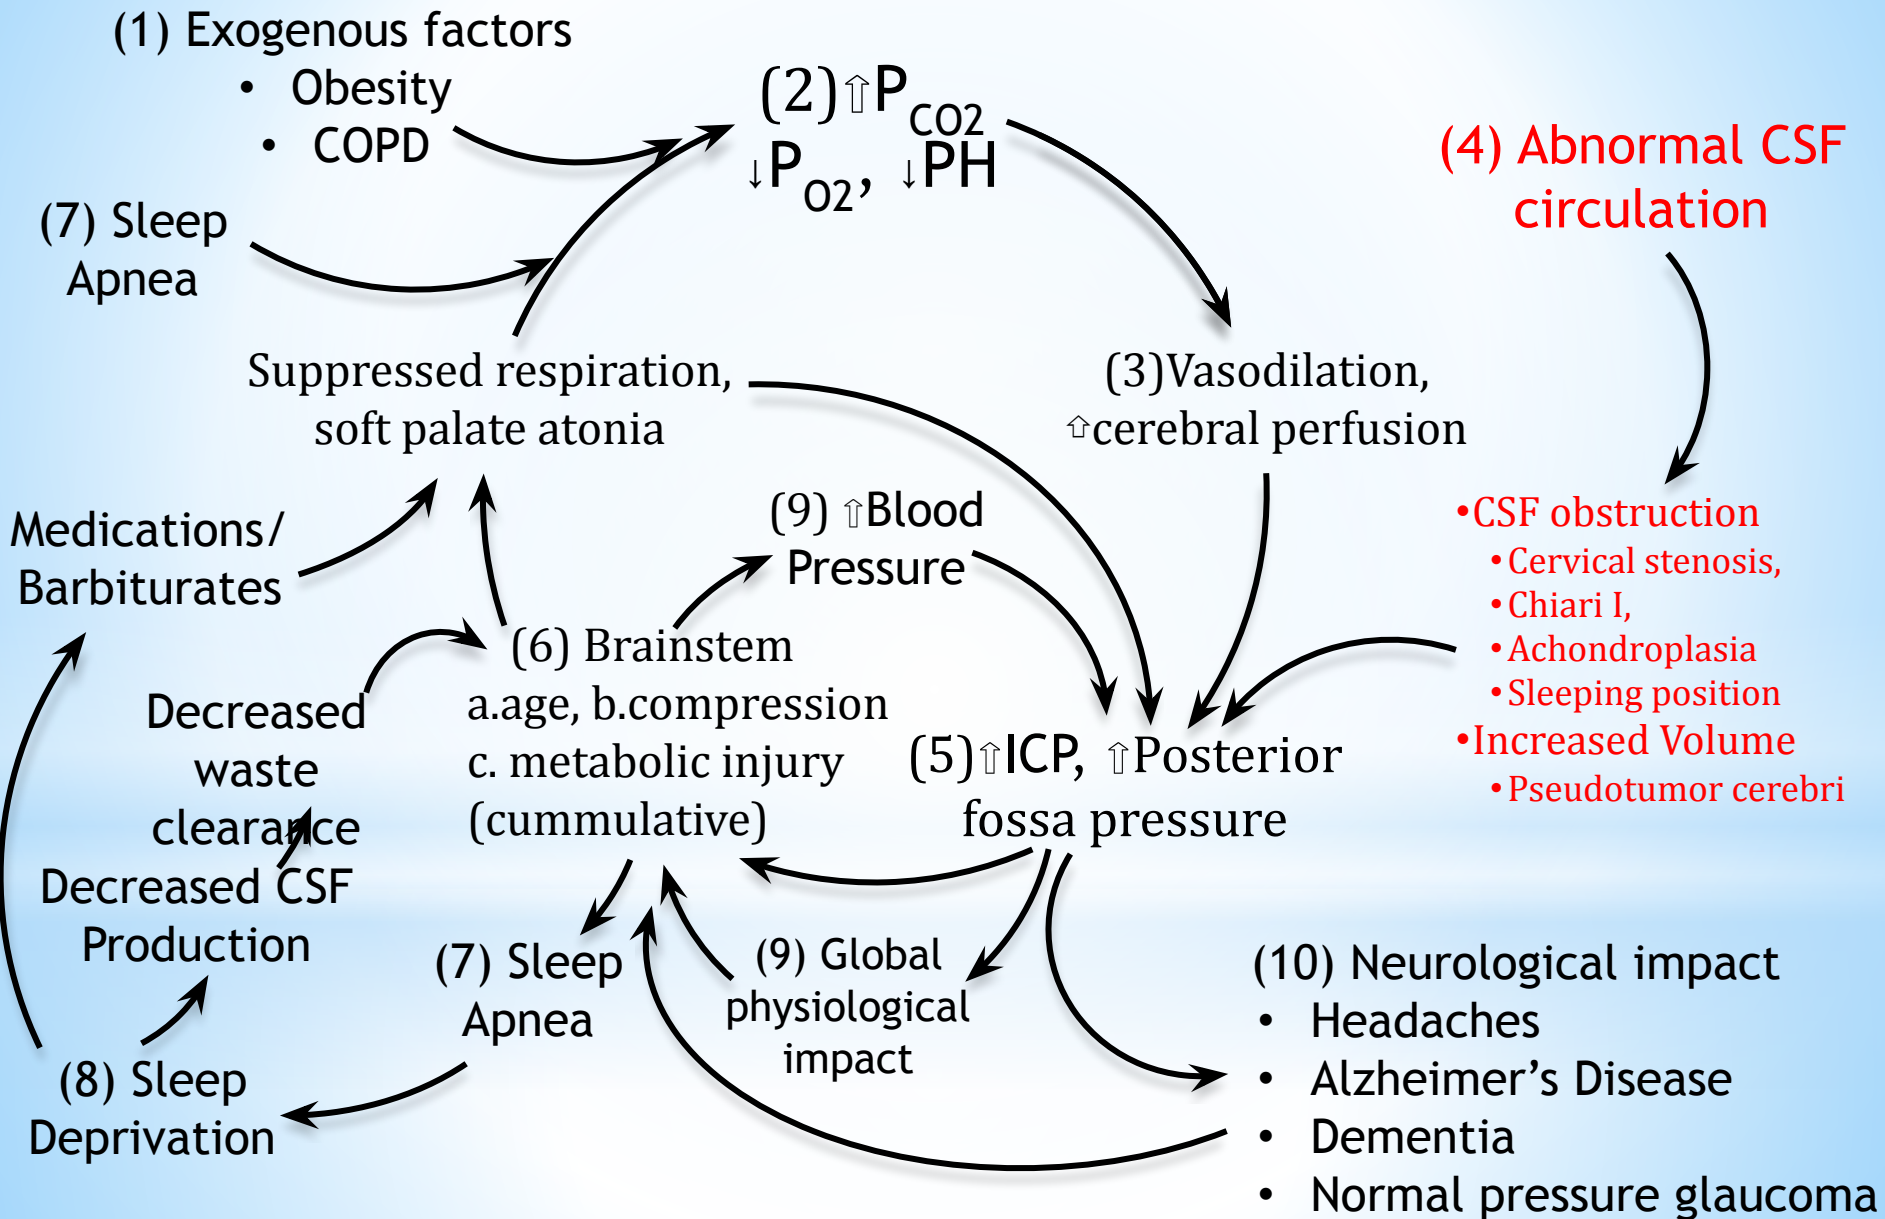 (1) Exogenous factors
• Obesity
• COPD
(2)⇧PCO2
↓PO2, ↓PH
(4) Abnormal CSF
circulation
(7) Sleep
Apnea
Suppressed respiration,
soft palate atonia
(3)Vasodilation,
⇧cerebral perfusion
Medications/
Barbiturates
(9) ⇧Blood
Pressure
•CSF obstruction
•Cervical stenosis,
•Chiari I,
•Achondroplasia
•Sleeping position
•Increased Volume
•Pseudotumor cerebri
(6) Brainstem
a.age, b.compression
c. metabolic injury
(cummulative)
Decreased
waste
clearance
Decreased CSF
Production
(5)⇧ICP, ⇧Posterior
fossa pressure
(7) Sleep
Apnea
(9) Global
physiological
impact
(8) Sleep
Deprivation
(10) Neurological impact
• Headaches
• Alzheimer’s Disease
• Dementia
• Normal pressure glaucoma